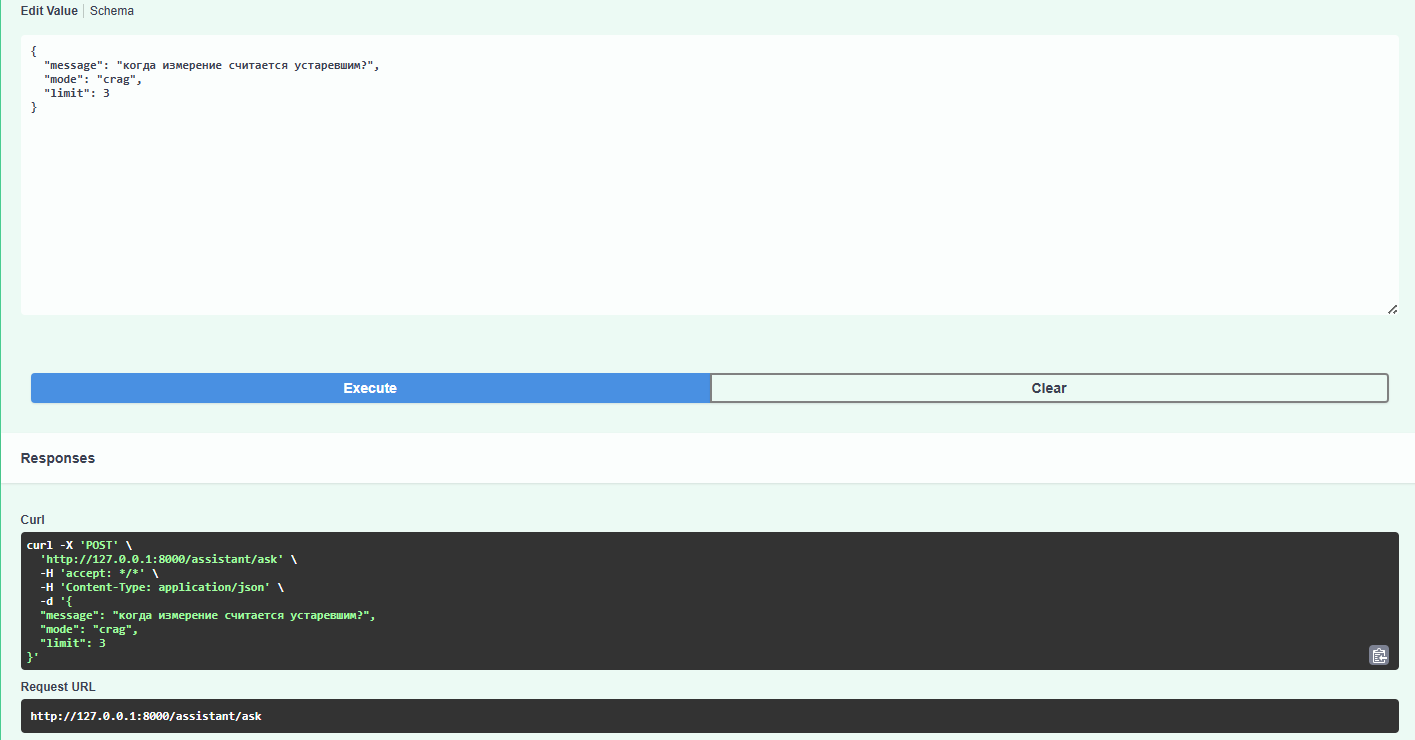 Edit Value | Schema
{
  "message": "когда измерение считается устаревшим?",
  "mode": "crag",
  "limit": 3
}
Execute
Clear
Responses
Curl
curl -X 'POST' \
  'http://127.0.0.1:8000/assistant/ask' \
  -H 'accept: */*' \
  -H 'Content-Type: application/json' \
  -d '{
  "message": "когда измерение считается устаревшим?",
  "mode": "crag",
  "limit": 3
}'
Request URL
http://127.0.0.1:8000/assistant/ask